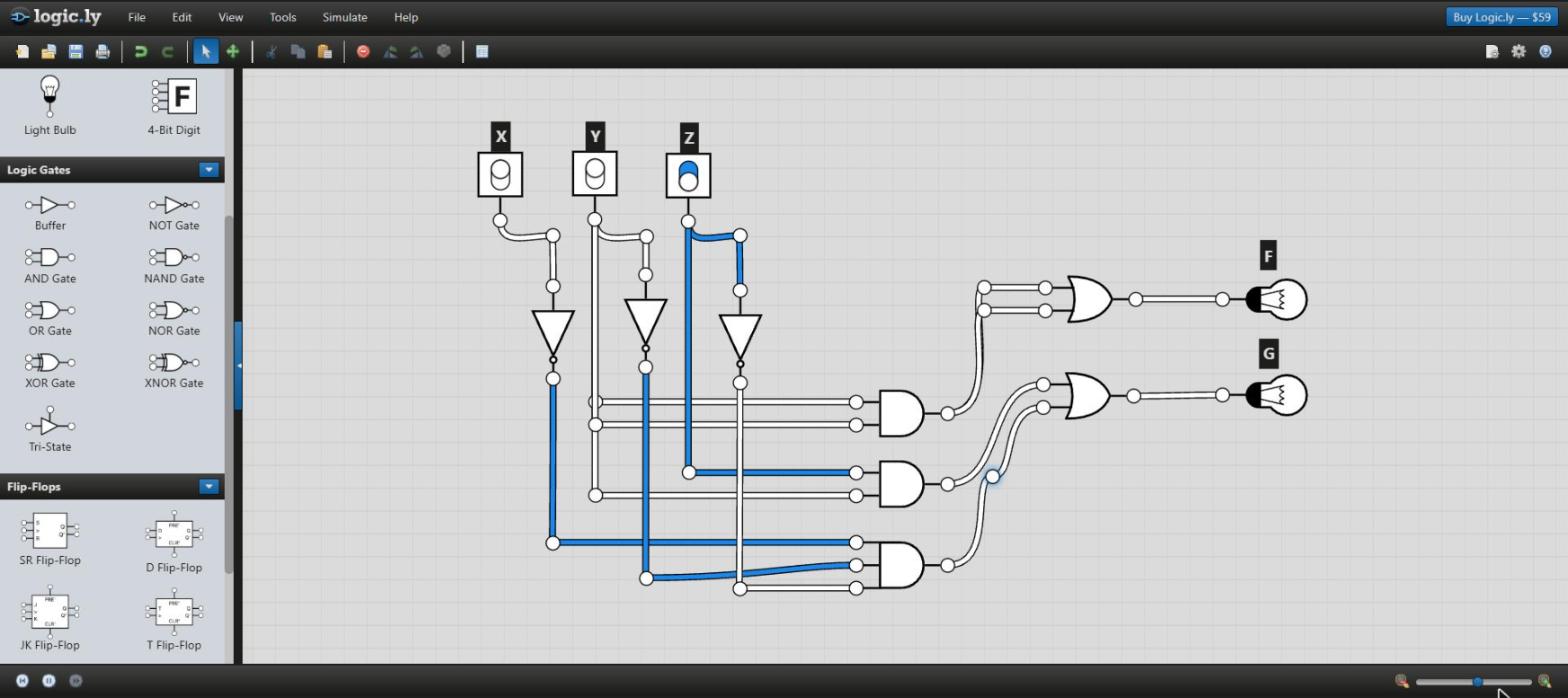 logic.ly File Edit View Tools Simulate Help Buy Logic.ly — $59
F
Light Bulb 4-Bit Digit
Logic Gates
Buffer NOT Gate
AND Gate NAND Gate
OR Gate NOR Gate
XOR Gate XNOR Gate
Tri-State
Flip-Flops
SR Flip-Flop D Flip-Flop
JK Flip-Flop T Flip-Flop
X Y Z
F
G